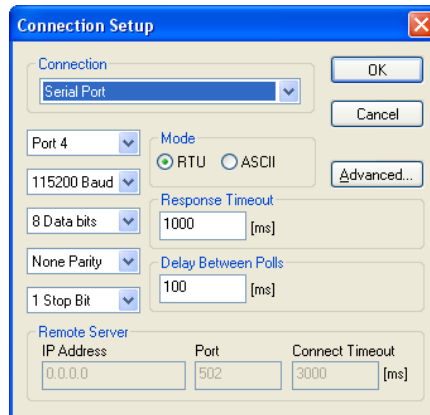 Connection Setup
Connection
OK
Serial Port
Cancel
Port 4
Mode
RTU ASCII
Advanced...
115200 Baud
Response Timeout
8 Data bits
1000 [ms]
None Parity
Delay Between Polls
100 [ms]
1 Stop Bit
Remote Server
IP Address Port Connect Timeout
0.0.0.0 502 3000 [ms]